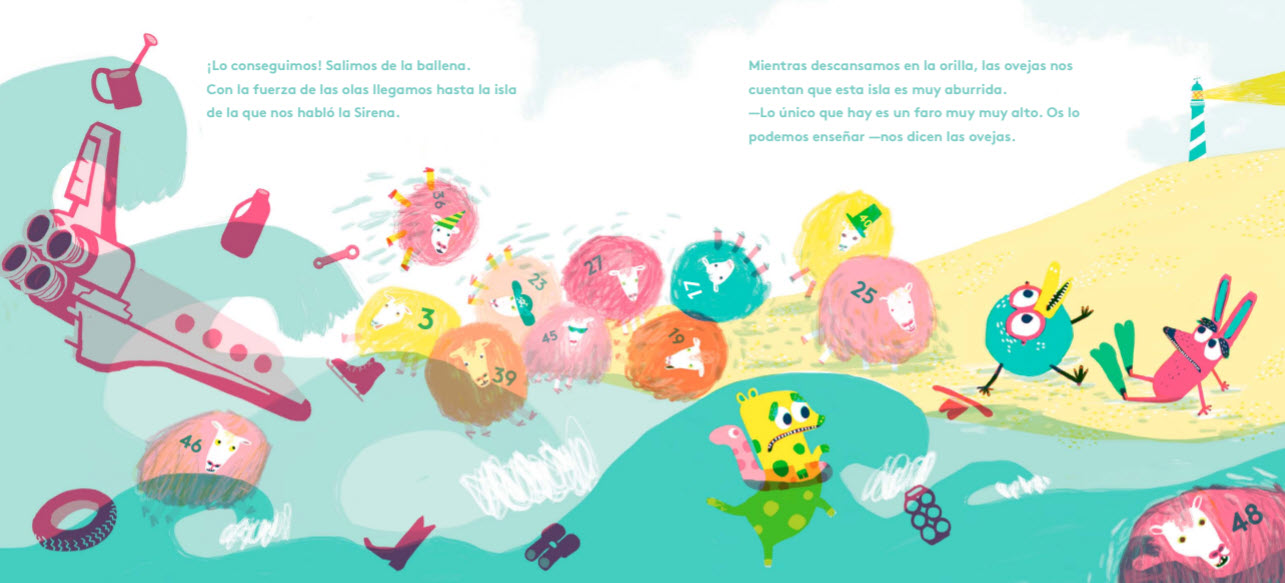 ¡Lo conseguimos! Salimos de la ballena.
Con la fuerza de las olas llegamos hasta la isla
de la que nos habló la Sirena.
Mientras descansamos en la orilla, las ovejas nos
cuentan que esta isla es muy aburrida.
—Lo único que hay es un faro muy muy alto. Os lo
podemos enseñar —nos dicen las ovejas.
36
40
23
27
17
25
3
45
19
39
46
48